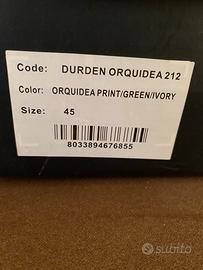 Code: DURDEN ORQUIDEA 212
Color: ORQUIDEA PRINT/GREEN/IVORY
Size: 45
8033894676855
subito